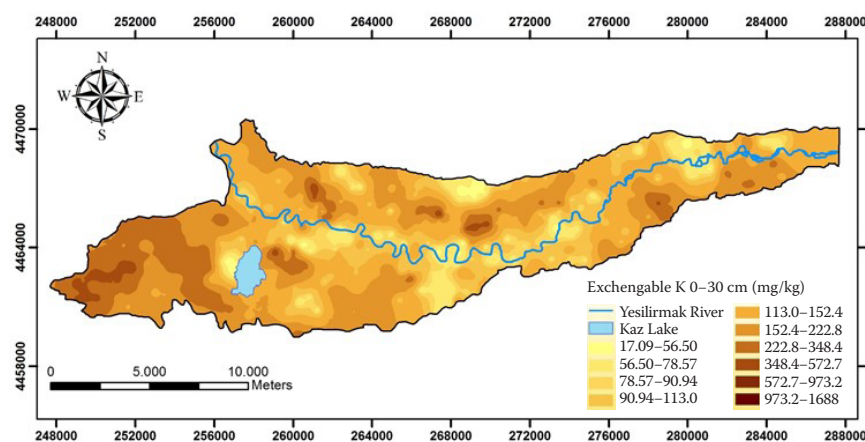 248000 252000 256000 260000 264000 268000 272000 276000 280000 284000 288000
N
W E
S
4470000 4470000
4464000 4464000
4458000 4458000
Exchengable K 0–30 cm (mg/kg)
Yesilirmak River 113.0–152.4
Kaz Lake 152.4–222.8
17.09–56.50 222.8–348.4
56.50–78.57 348.4–572.7
78.57–90.94 572.7–973.2
90.94–113.0 973.2–1688
0 5.000 10.000
Meters
248000 252000 256000 260000 264000 268000 272000 276000 280000 284000 288000